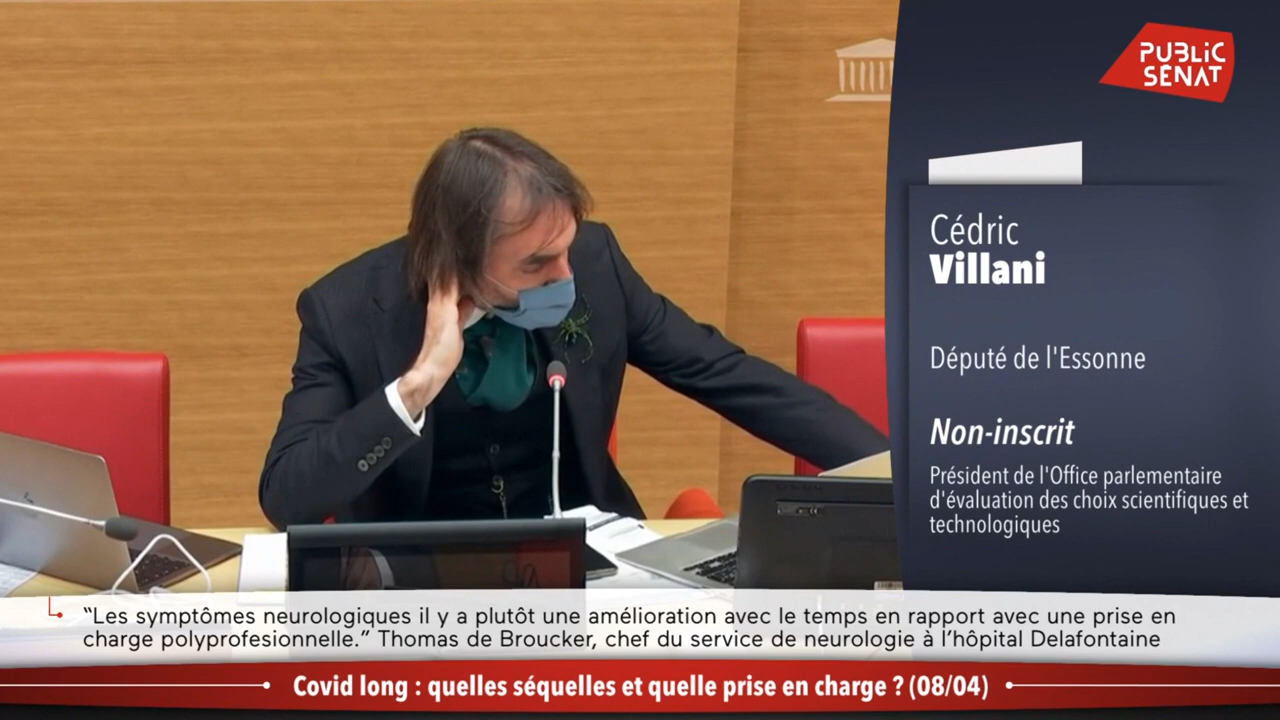 PUBLIC
SÉNAT
Cédric
Villani
Député de l'Essonne
Non-inscrit
Président de l'Office parlementaire
d'évaluation des choix scientifiques et
technologiques
“Les symptômes neurologiques il y a plutôt une amélioration avec le temps en rapport avec une prise en
charge polyprofesionnelle.” Thomas de Broucker, chef du service de neurologie à l’hôpital Delafontaine
Covid long : quelles séquelles et quelle prise en charge ? (08/04)